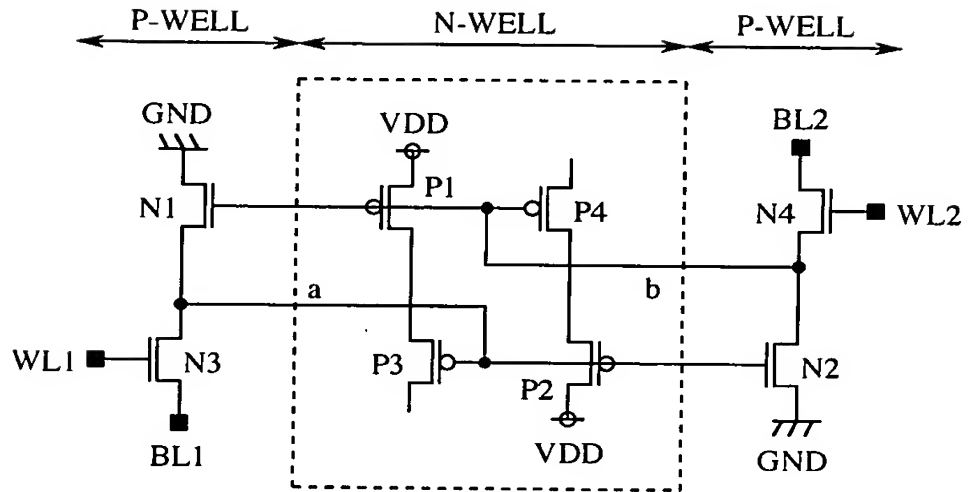 P-WELL N-WELL P-WELL
GND
VDD
BL2
N1
P1
P4
N4
WL2
a
b
WL1
N3
P3
P2
N2
BL1
VDD
GND